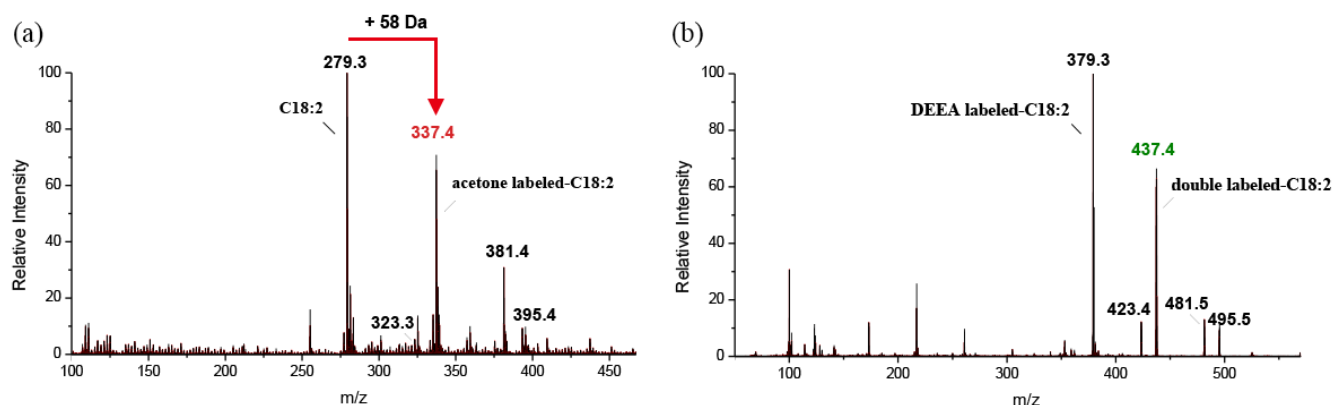 (a)
+ 58 Da
279.3
C18:2
337.4
acetone labeled-C18:2
381.4
323.3
395.4
Relative Intensity
100
80
60
40
20
0
100 150 200 250 300 350 400 450
m/z
(b)
379.3
DEEA labeled-C18:2
437.4
double labeled-C18:2
423.4
481.5
495.5
Relative Intensity
100
80
60
40
20
0
100 200 300 400 500
m/z